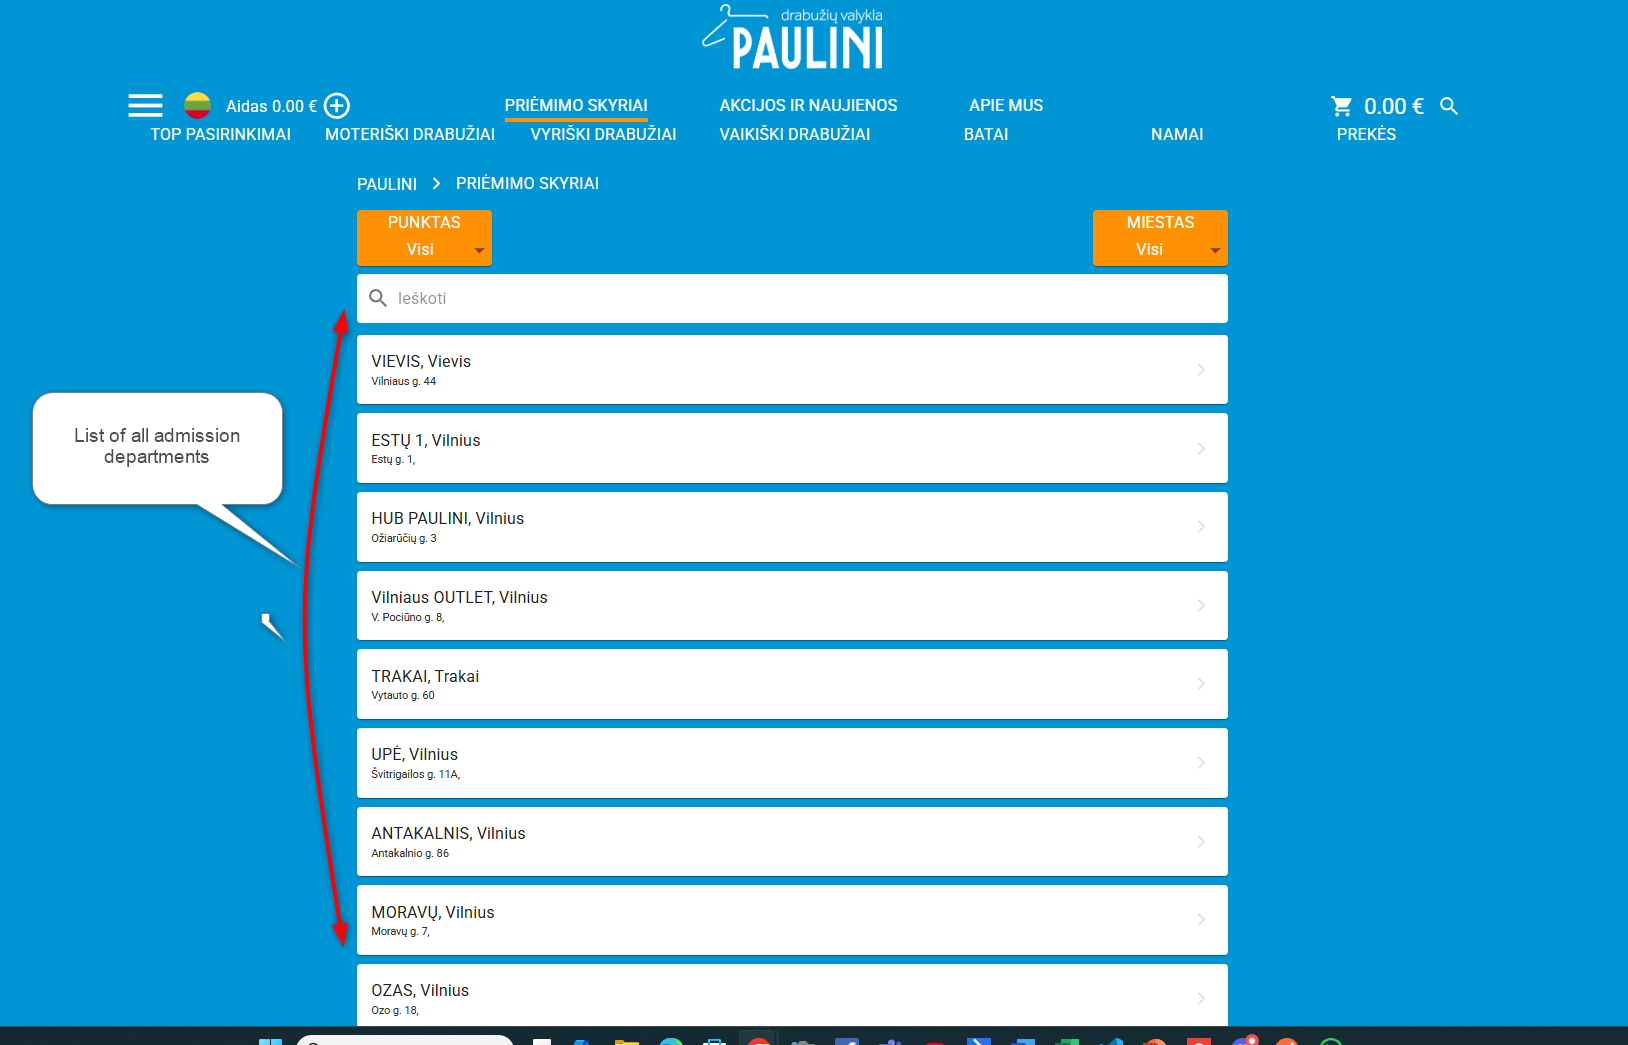 drabužių valykla
PAULINI
Aidas 0.00 €
PRIĖMIMO SKYRIAI
AKCIJOS IR NAUJIENOS
APIE MUS
0.00 €
TOP PASIRINKIMAI
MOTERIŠKI DRABUŽIAI
VYRIŠKI DRABUŽIAI
VAIKIŠKI DRABUŽIAI
BATAI
NAMAI
PREKĖS
PAULINI
PRIĖMIMO SKYRIAI
PUNKTAS
Visi
MIESTAS
Visi
Ieškoti
VIEVIS, Vievis
Vilniaus g. 44
List of all admission
departments
ESTŲ 1, Vilnius
Estų g. 1,
HUB PAULINI, Vilnius
Ožiarūčių g. 3
Vilniaus OUTLET, Vilnius
V. Pociūno g. 8,
TRAKAI, Trakai
Vytauto g. 60
UPĖ, Vilnius
Švitrigailos g. 11A,
ANTAKALNIS, Vilnius
Antakalnio g. 86
MORAVŲ, Vilnius
Moravų g. 7,
OZAS, Vilnius
Ozo g. 18,